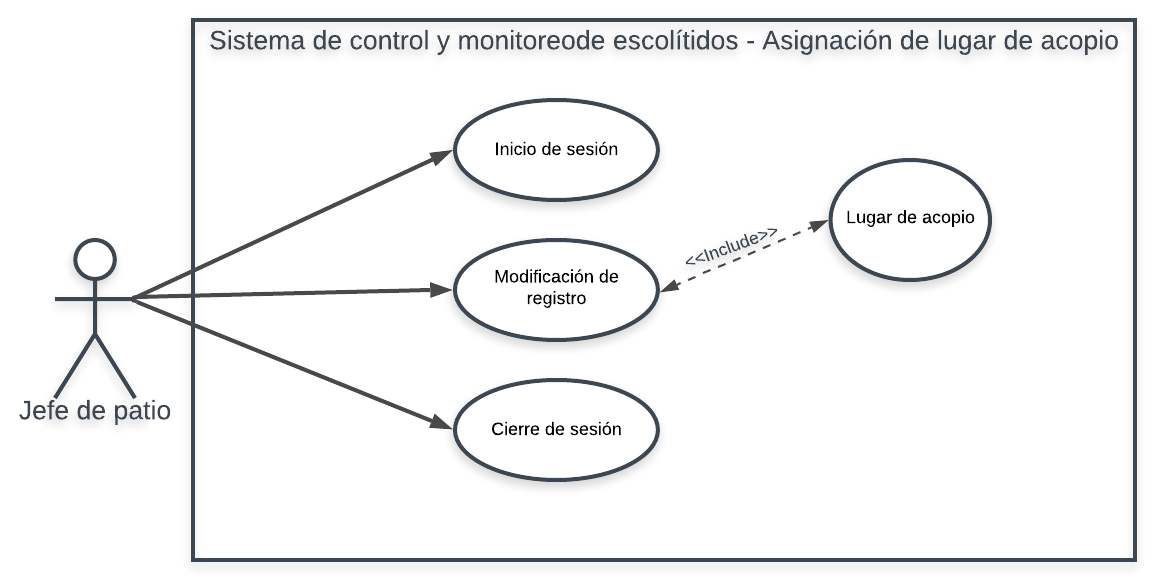 Sistema de control y monitoreode escolítidos - Asignación de lugar de acopio
Inicio de sesión
Lugar de acopio
<<Include>>
Modificación de
registro
Jefe de patio
Cierre de sesión